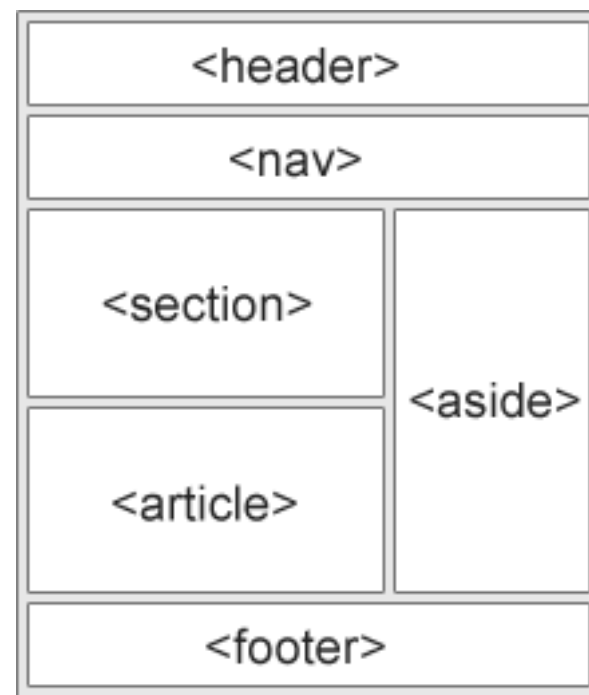 <header>
<nav>
<section>
<article>
<aside>
<footer>